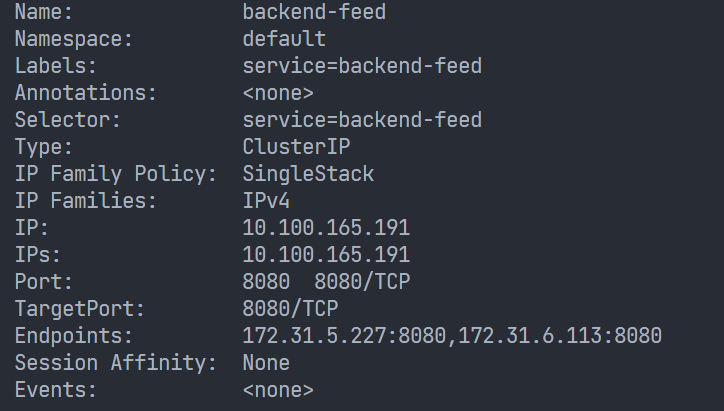 Name: backend-feed
Namespace: default
Labels: service=backend-feed
Annotations: <none>
Selector: service=backend-feed
Type: ClusterIP
IP Family Policy: SingleStack
IP Families: IPv4
IP: 10.100.165.191
IPs: 10.100.165.191
Port: 8080 8080/TCP
TargetPort: 8080/TCP
Endpoints: 172.31.5.227:8080,172.31.6.113:8080
Session Affinity: None
Events: <none>